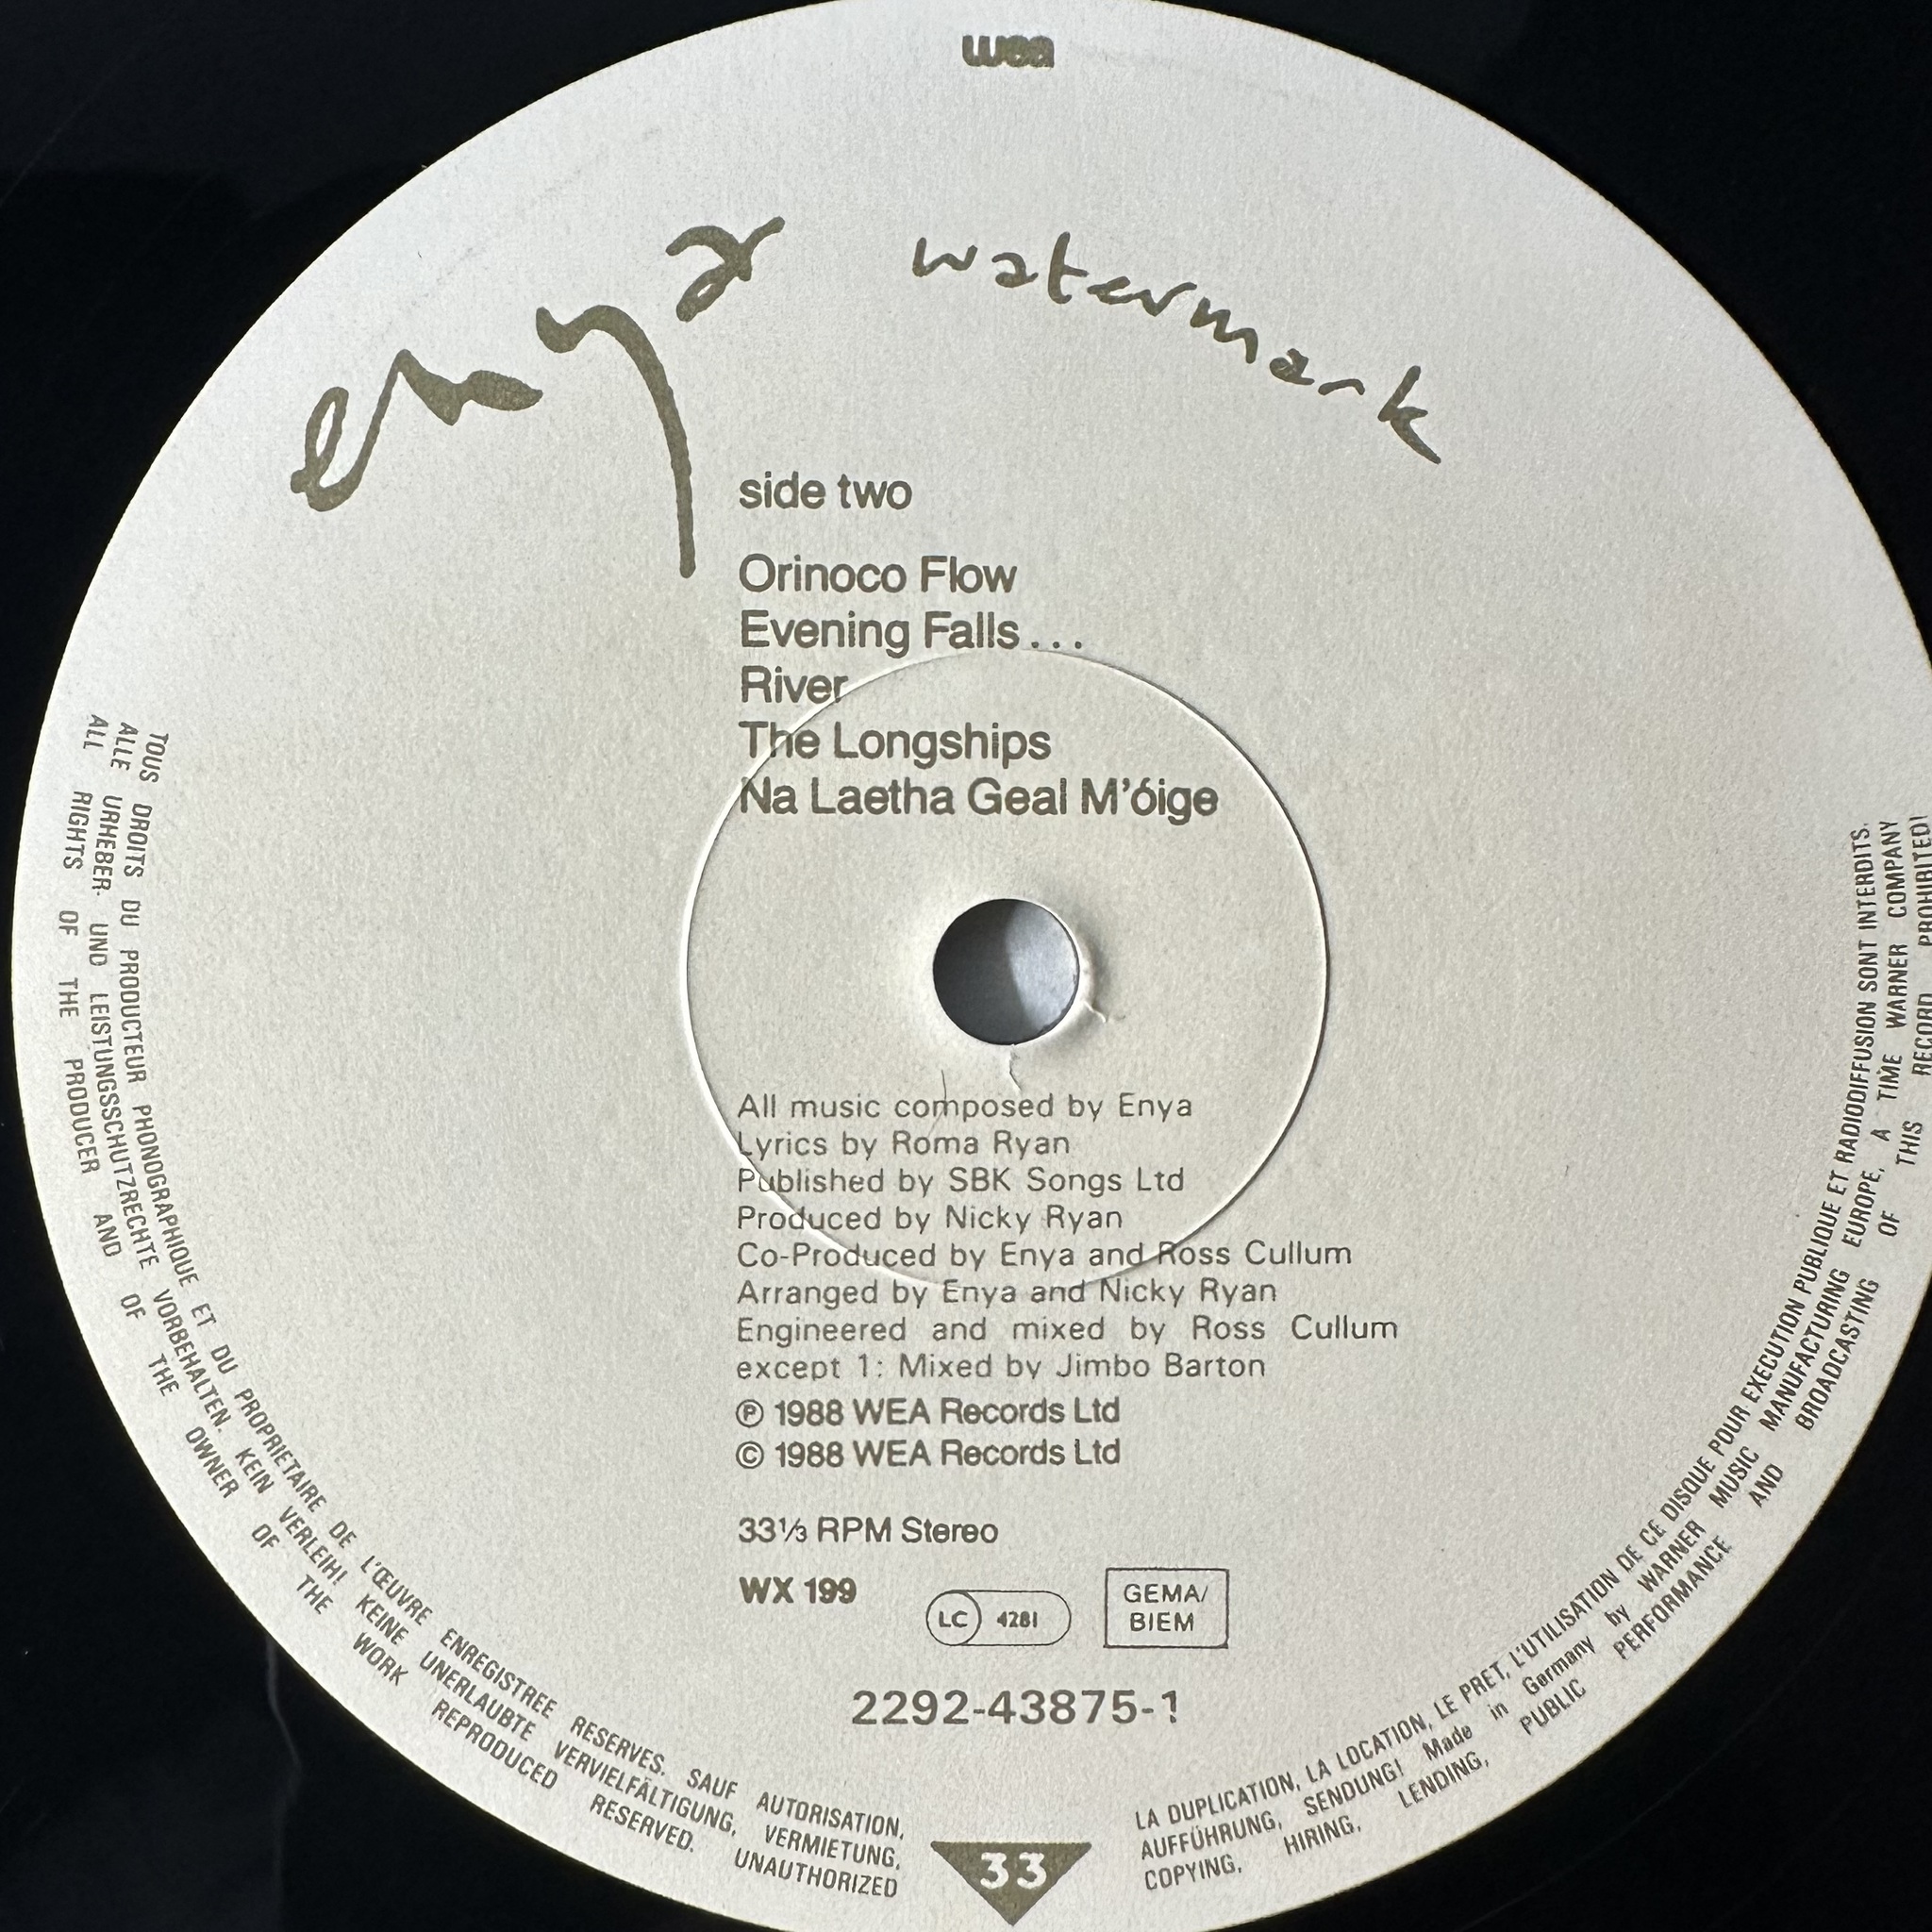 wea
enya watermark
side two
Orinoco Flow
Evening Falls...
River
The Longships
Na Laetha Geal M'óige
All music composed by Enya
Lyrics by Roma Ryan
Published by SBK Songs Ltd
Produced by Nicky Ryan
Co-Produced by Enya and Ross Cullum
Arranged by Enya and Nicky Ryan
Engineered and mixed by Ross Cullum
except 1: Mixed by Jimbo Barton
Ⓟ 1988 WEA Records Ltd
© 1988 WEA Records Ltd
33⅓ RPM Stereo
WX 199
LC 4281
GEMA/
BIEM
2292-43875-1
TOUS DROITS DU PRODUCTEUR PHONOGRAPHIQUE ET DU PROPRIETAIRE DE L'ŒUVRE ENREGISTREE RESERVES. SAUF AUTORISATION, LA DUPLICATION, LA LOCATION, LE PRET, L'UTILISATION DE CE DISQUE POUR EXECUTION PUBLIQUE ET RADIODIFFUSION SONT INTERDITS.
ALLE URHEBER- UND LEISTUNGSSCHUTZRECHTE VORBEHALTEN. KEIN VERLEIH! KEINE UNERLAUBTE VERVIELFÄLTIGUNG, VERMIETUNG, AUFFÜHRUNG, SENDUNG! Made in Germany by WARNER MUSIC MANUFACTURING EUROPE, A TIME WARNER COMPANY
ALL RIGHTS OF THE PRODUCER AND OF THE OWNER OF THE WORK REPRODUCED RESERVED. UNAUTHORIZED COPYING, HIRING, LENDING, PUBLIC PERFORMANCE AND BROADCASTING OF THIS RECORD PROHIBITED!
33